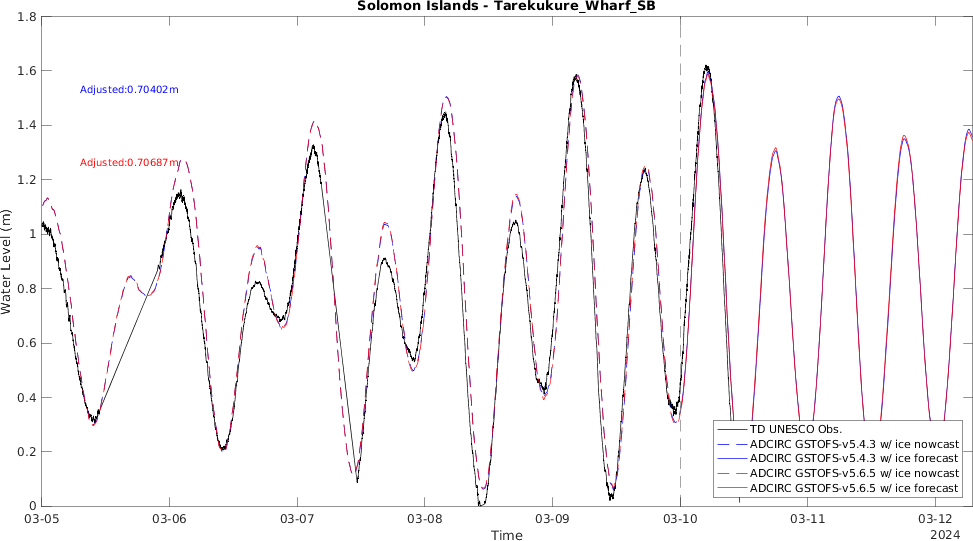 Solomon Islands - Tarekukure_Wharf_SB
1.8
1.6
1.4
1.2
1
0.8
0.6
0.4
0.2
0
Water Level (m)
Adjusted:0.70402m
Adjusted:0.70687m
TD UNESCO Obs.
ADCIRC GSTOFS-v5.4.3 w/ ice nowcast
ADCIRC GSTOFS-v5.4.3 w/ ice forecast
ADCIRC GSTOFS-v5.6.5 w/ ice nowcast
ADCIRC GSTOFS-v5.6.5 w/ ice forecast
03-05 03-06 03-07 03-08 03-09 03-10 03-11 03-12
Time
2024